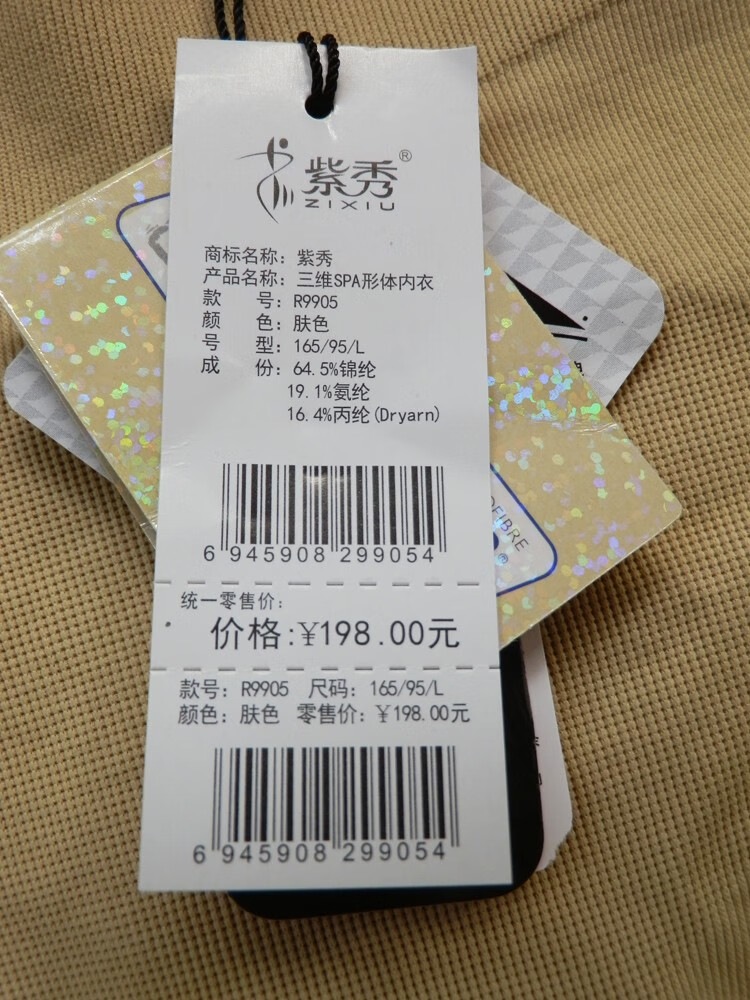 紫秀®
ZIXIU
商标名称：紫秀
产品名称：三维SPA形体内衣
款 号：R9905
颜 色：肤色
号 型：165/95/L
成 份：64.5%锦纶
19.1%氨纶
16.4%丙纶(Dryarn)
6 945908 299054
统一零售价：
价格:¥198.00元
款号：R9905 尺码：165/95/L
颜色：肤色 零售价：¥198.00元
6 945908 299054
OFIBRE